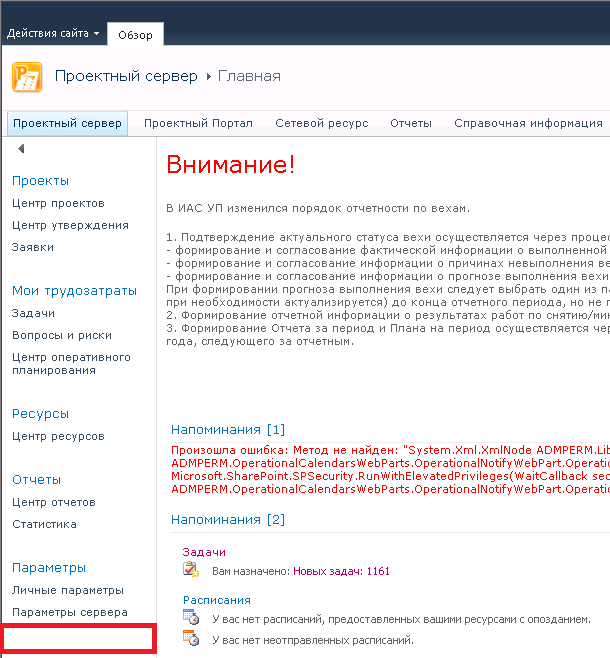 Действия сайта
Обзор
Проектный сервер
Главная
Проектный сервер
Проектный Портал
Сетевой ресурс
Отчеты
Справочная информация
Проекты
Центр проектов
Центр утверждения
Заявки
Мои трудозатраты
Задачи
Вопросы и риски
Центр оперативного
планирования
Ресурсы
Центр ресурсов
Отчеты
Центр отчетов
Статистика
Параметры
Личные параметры
Параметры сервера
Внимание!
В ИАС УП изменился порядок отчетности по вехам.
1. Подтверждение актуального статуса вехи осуществляется через процес
- формирование и согласование фактической информации о выполненной
- формирование и согласование информации о причинах невыполнения ве
- формирование и согласование информации о прогнозе выполнения вехи
При формировании прогноза выполнения вехи следует выбрать один из па
при необходимости актуализируется) до конца отчетного периода, но не п
2. Формирование отчетной информации о результатах работ по снятию/мин
3. Формирование Отчета за период и Плана на период осуществляется чер
года, следующего за отчетным.
Напоминания [1]
Произошла ошибка: Метод не найден: "System.Xml.XmlNode ADMPERM.Lib
ADMPERM.OperationalCalendarsWebParts.OperationalNotifyWebPart.Operatio
Microsoft.SharePoint.SPSecurity.RunWithElevatedPrivileges(WaitCallback sec
ADMPERM.OperationalCalendarsWebParts.OperationalNotifyWebPart.Operatio
Напоминания [2]
Задачи
Вам назначено: Новых задач: 1161
Расписания
У вас нет расписаний, предоставленных вашими ресурсами с опозданием.
У вас нет неотправленных расписаний.